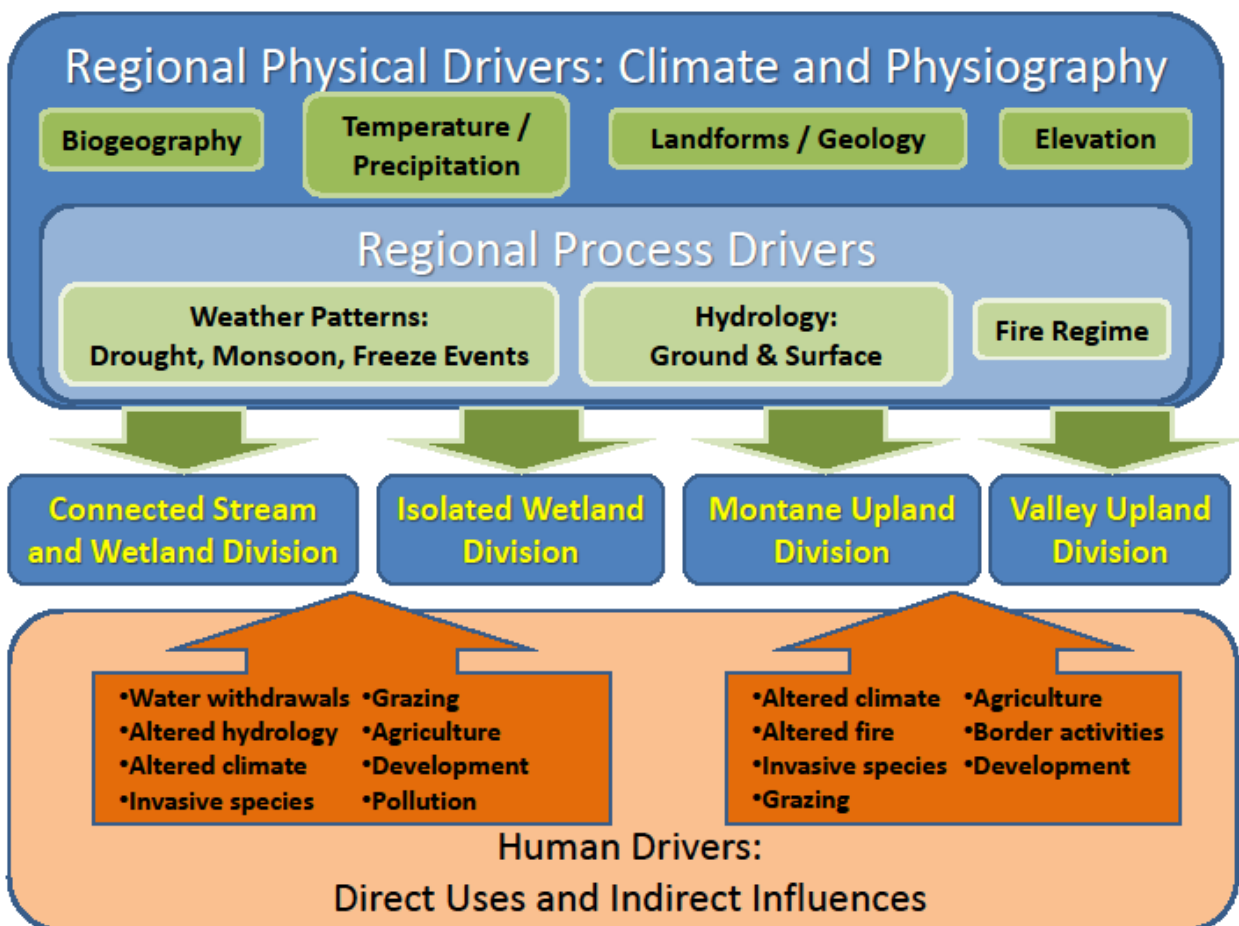 Regional Physical Drivers: Climate and Physiography
Biogeography
Temperature /
Precipitation
Landforms / Geology
Elevation
Regional Process Drivers
Weather Patterns:
Drought, Monsoon, Freeze Events
Hydrology:
Ground & Surface
Fire Regime
Connected Stream
and Wetland Division
Isolated Wetland
Division
Montane Upland
Division
Valley Upland
Division
•Water withdrawals
•Altered hydrology
•Altered climate
•Invasive species
•Grazing
•Agriculture
•Development
•Pollution
•Altered climate
•Altered fire
•Invasive species
•Grazing
•Agriculture
•Border activities
•Development
Human Drivers:
Direct Uses and Indirect Influences